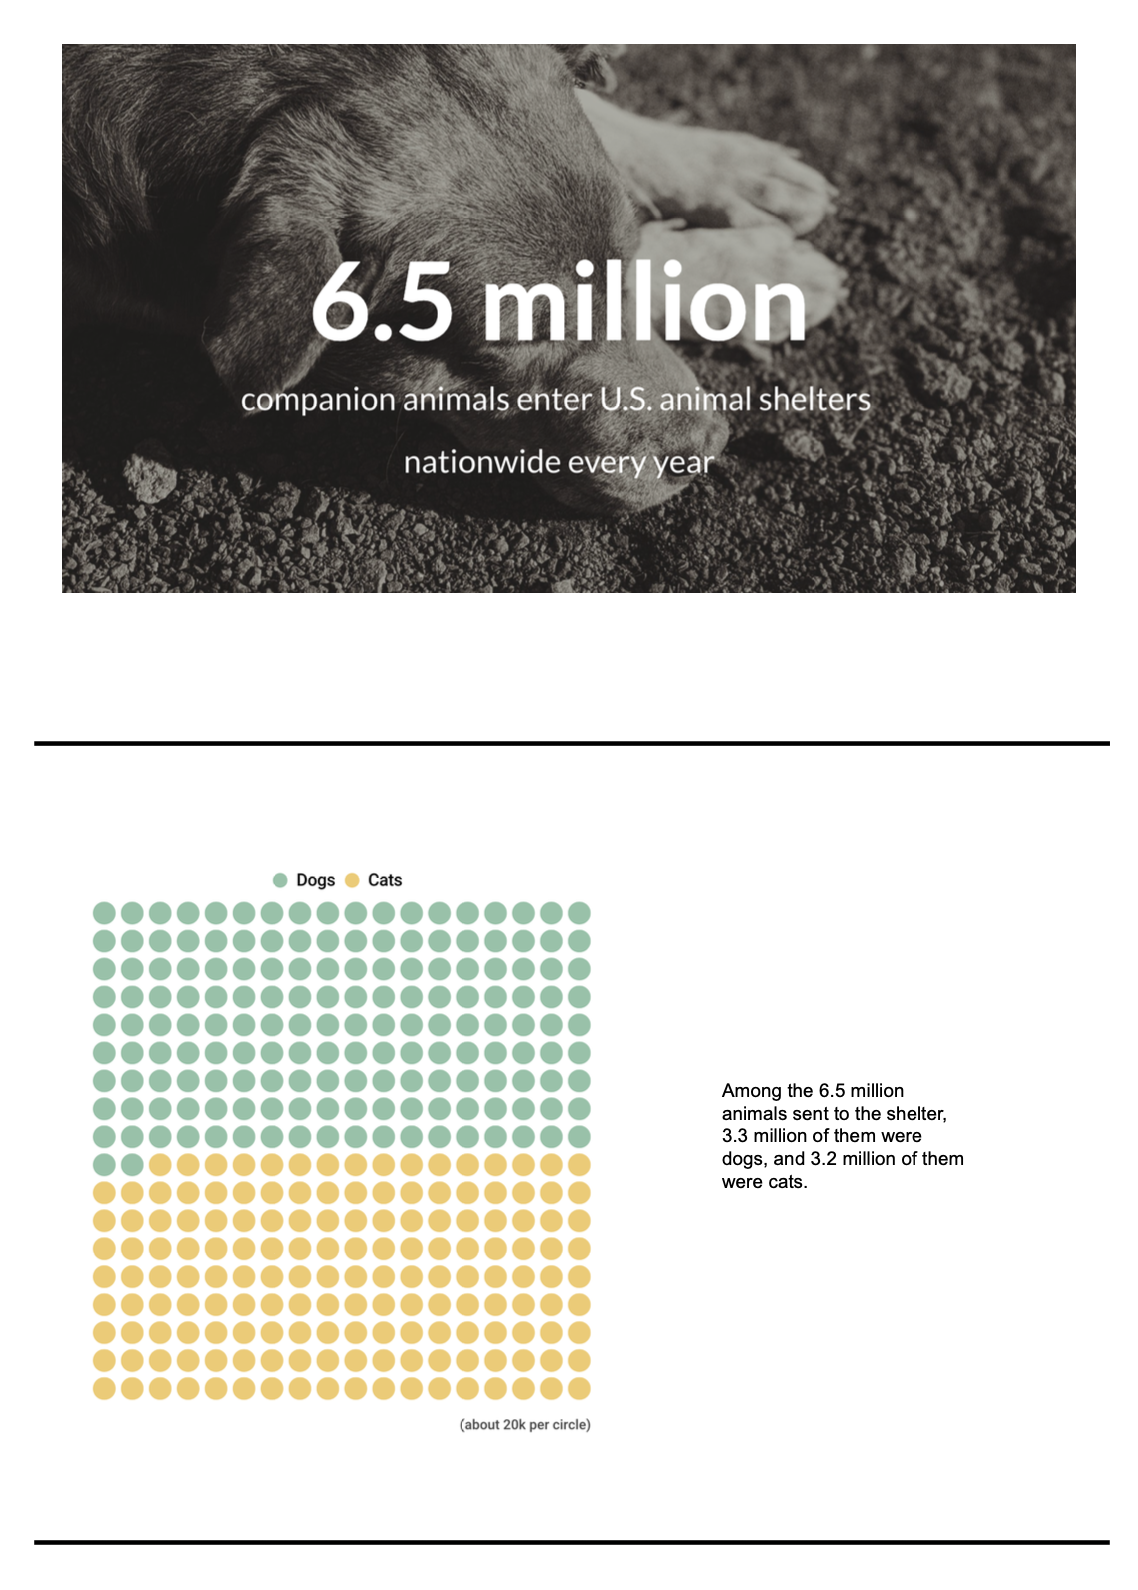 6.5 million
companion animals enter U.S. animal shelters
nationwide every year
Dogs Cats
(about 20k per circle)
Among the 6.5 million
animals sent to the shelter,
3.3 million of them were
dogs, and 3.2 million of them
were cats.